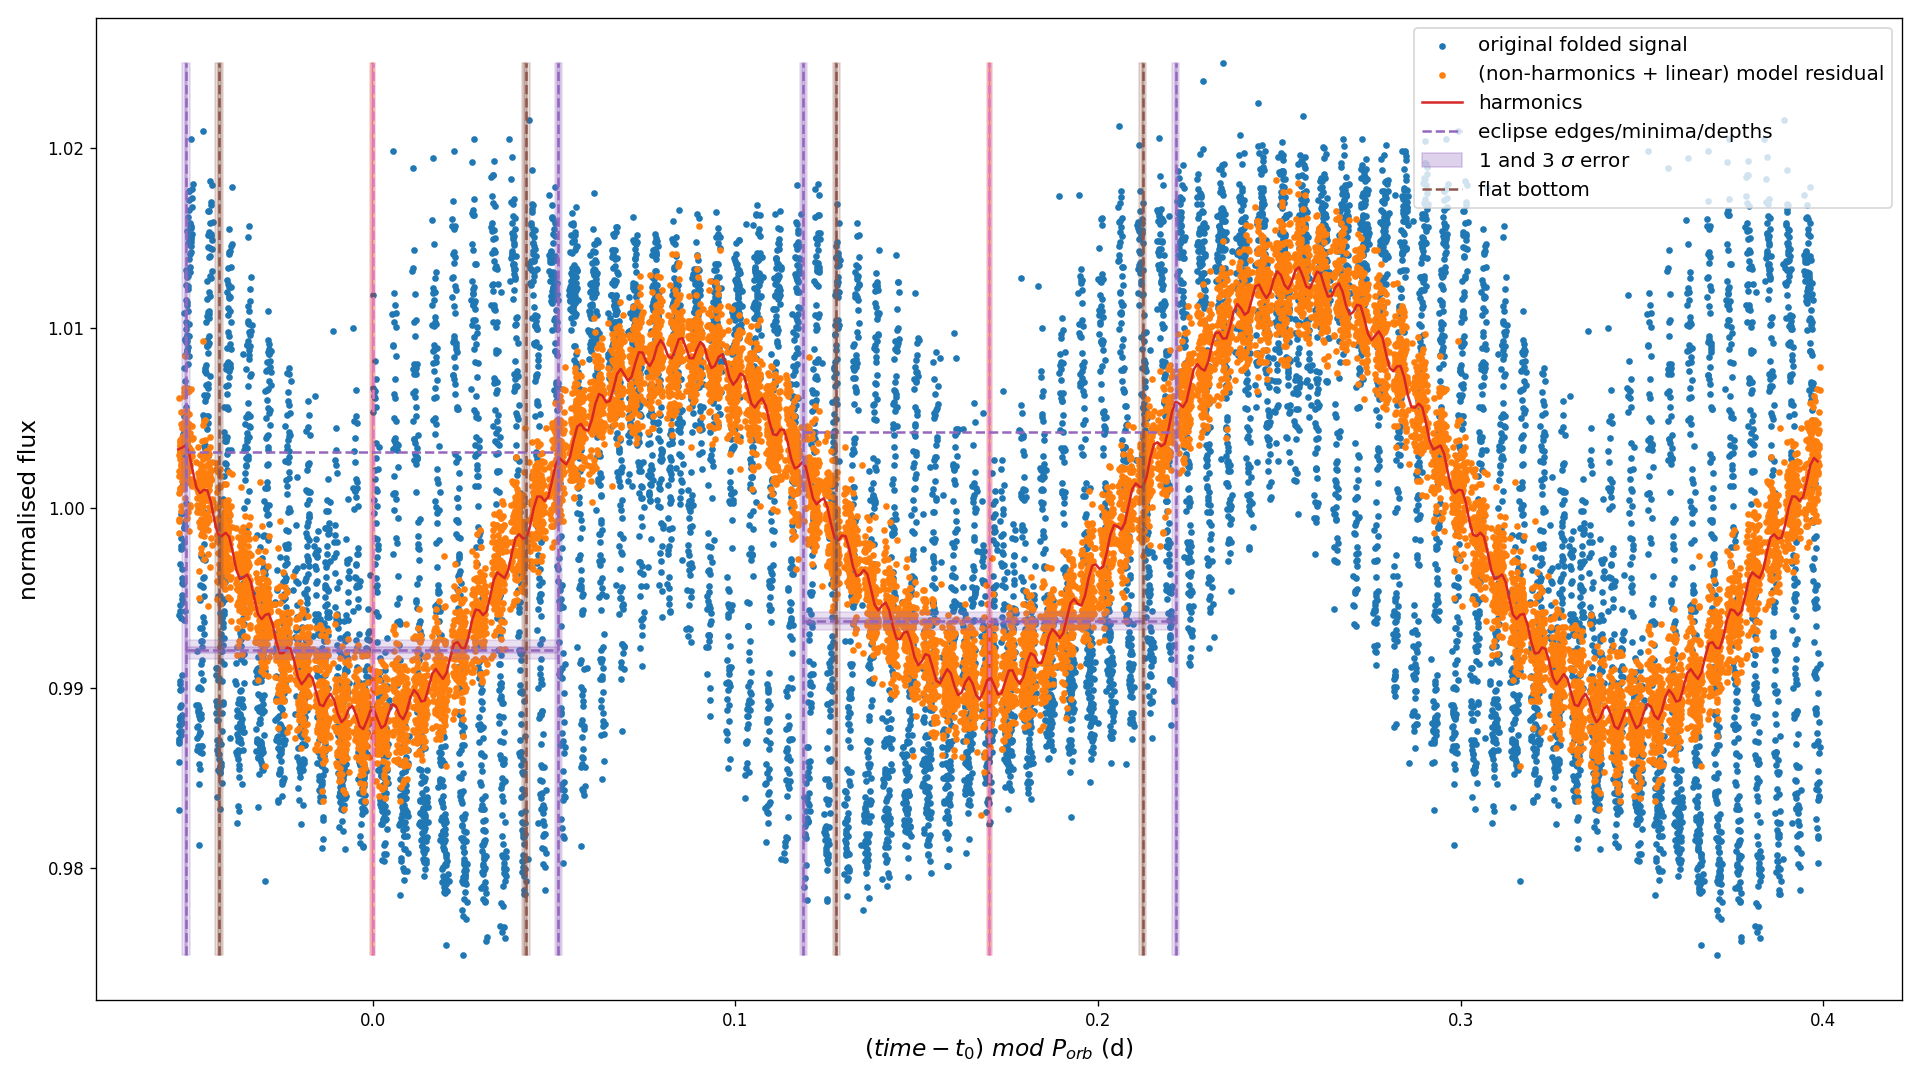 original folded signal
(non-harmonics + linear) model residual
harmonics
eclipse edges/minima/depths
1 and 3 σ error
flat bottom
normalised flux
1.02
1.01
1.00
0.99
0.98
0.0
0.1
0.2
0.3
0.4
(time − t₀) mod Pₒᵣb (d)